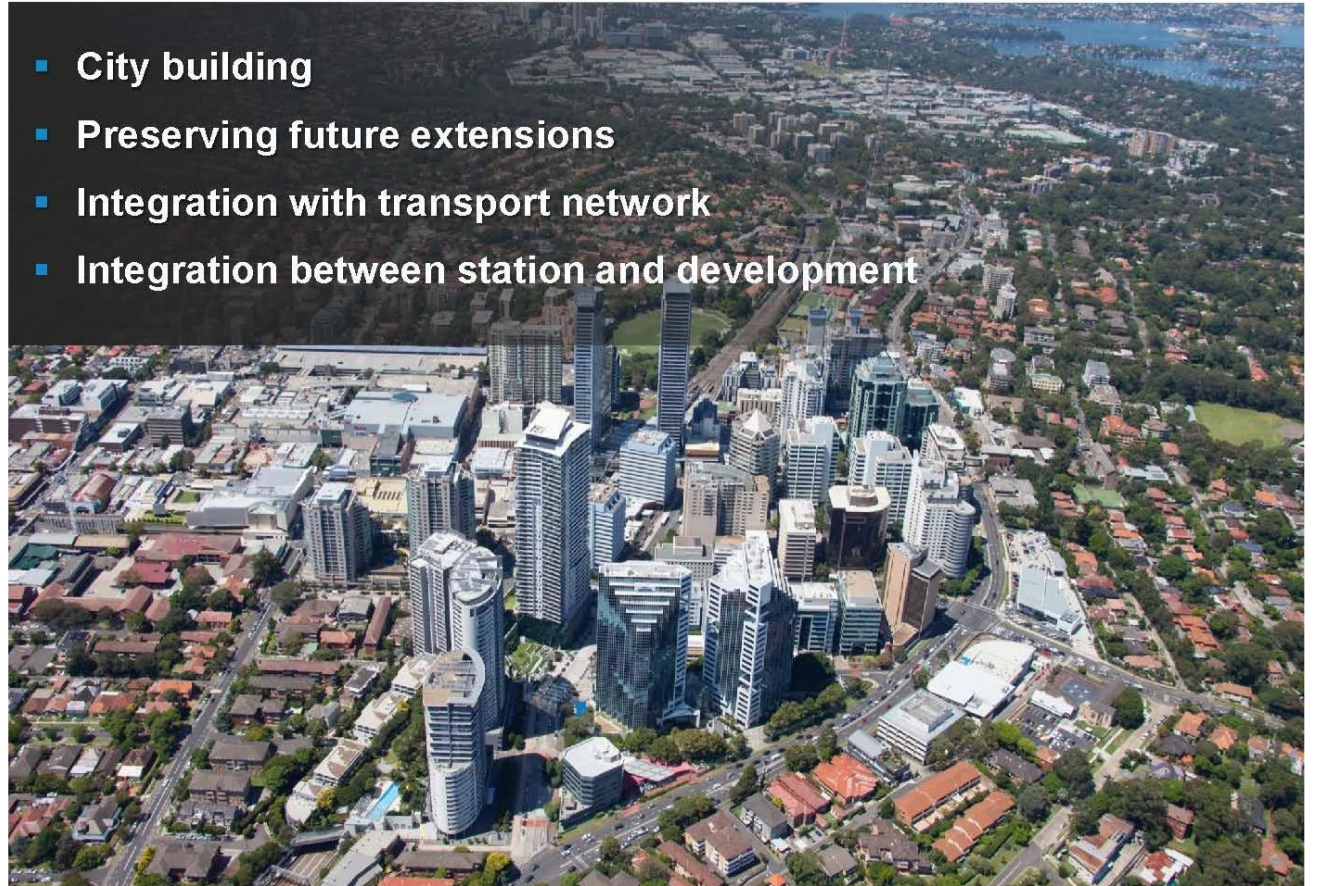 City building
Preserving future extensions
Integration with transport network
Integration between station and development